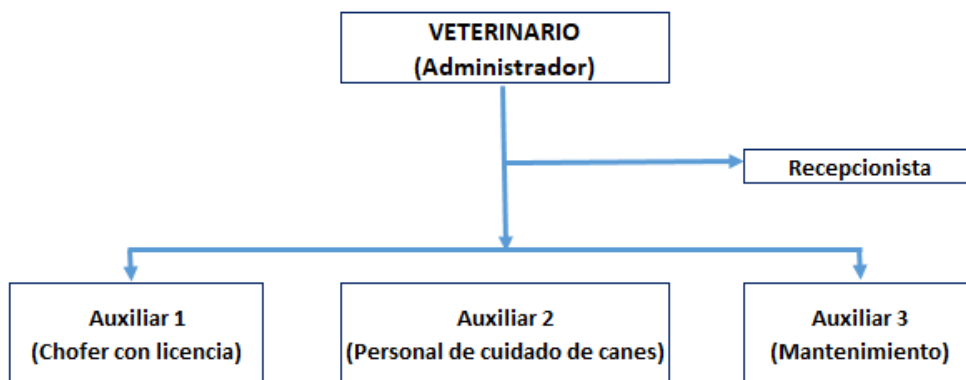 VETERINARIO
(Administrador)
Recepcionista
Auxiliar 1
(Chofer con licencia)
Auxiliar 2
(Personal de cuidado de canes)
Auxiliar 3
(Mantenimiento)